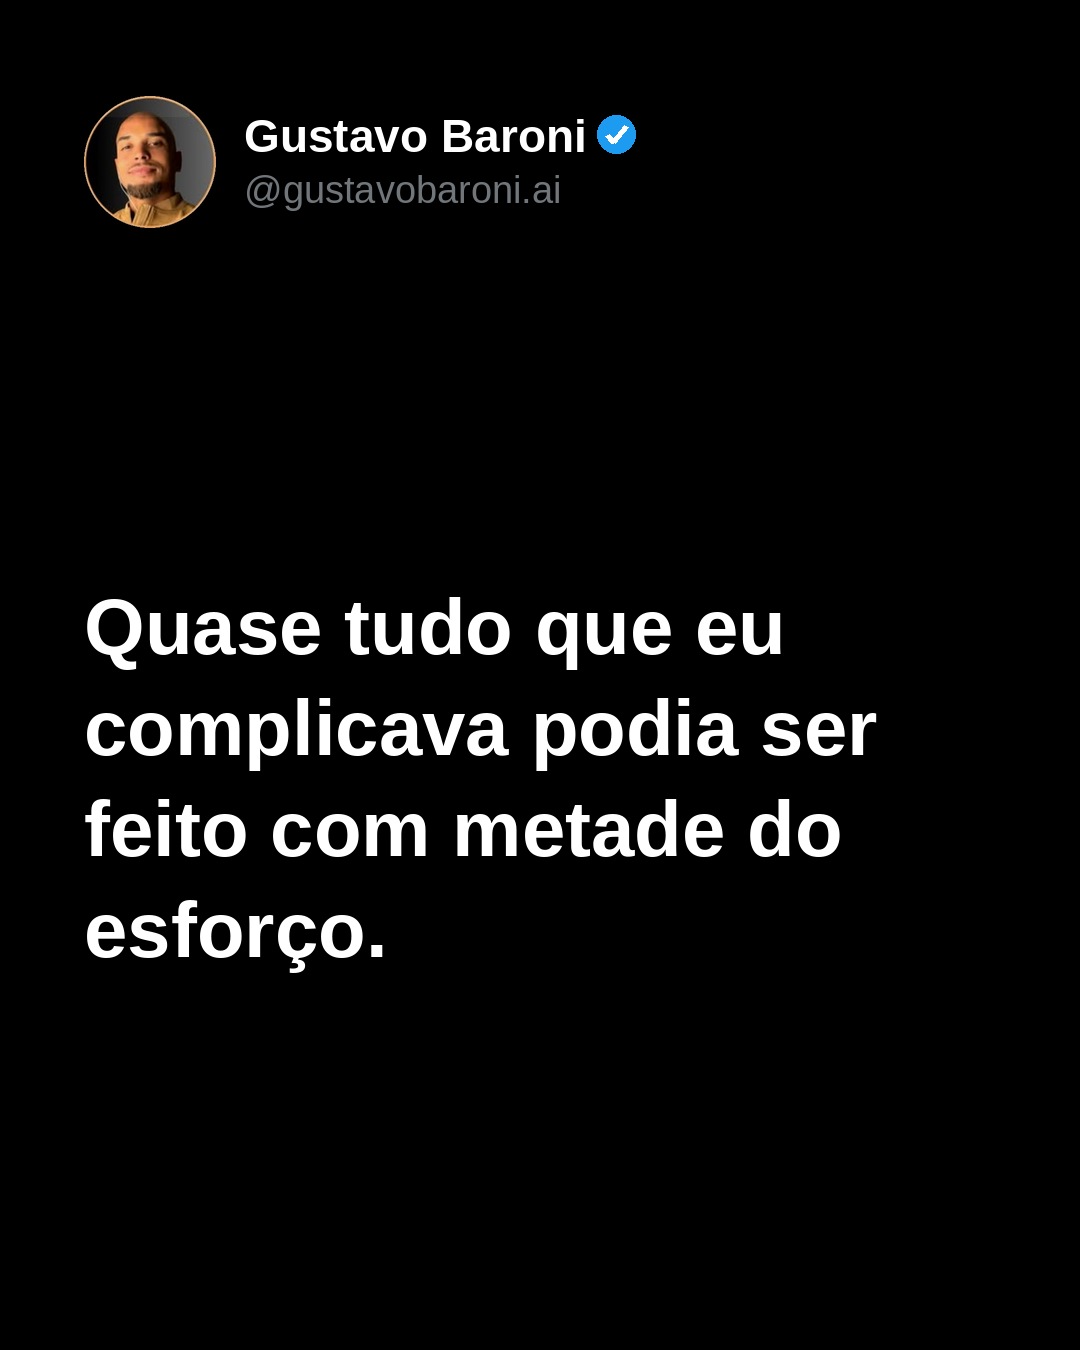 Gustavo Baroni
@gustavobaroni.ai
Quase tudo que eu
complicava podia ser
feito com metade do
esforço.